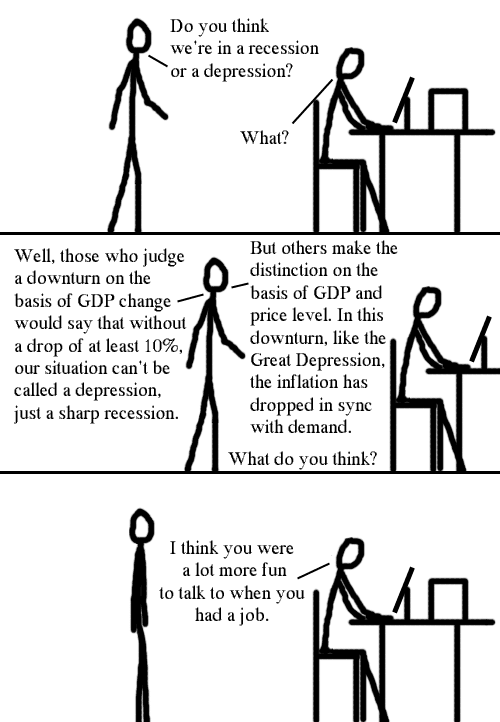 Do you think
we're in a recession
or a depression?
What?
Well, those who judge
a downturn on the
basis of GDP change
would say that without
a drop of at least 10%,
our situation can't be
called a depression,
just a sharp recession.
But others make the
distinction on the
basis of GDP and
price level. In this
downturn, like the
Great Depression,
the inflation has
dropped in sync
with demand.
What do you think?
I think you were
a lot more fun
to talk to when you
had a job.